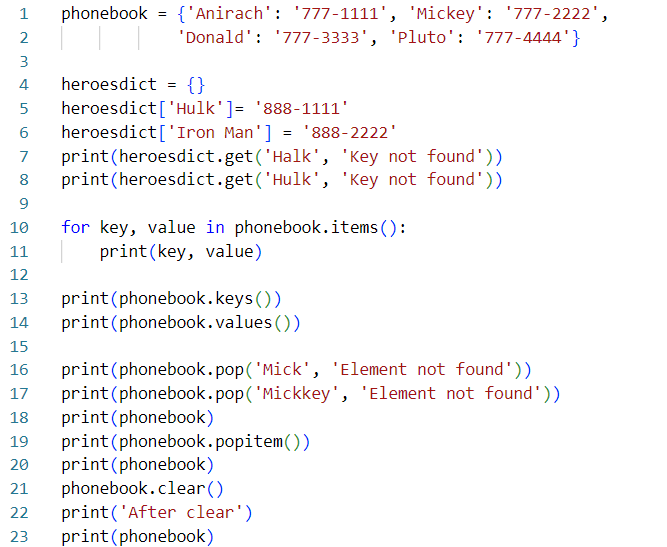 1 phonebook = {'Anirach': '777-1111', 'Mickey': '777-2222',
2             'Donald': '777-3333', 'Pluto': '777-4444'}
3
4 heroesdict = {}
5 heroesdict['Hulk']= '888-1111'
6 heroesdict['Iron Man'] = '888-2222'
7 print(heroesdict.get('Halk', 'Key not found'))
8 print(heroesdict.get('Hulk', 'Key not found'))
9
10 for key, value in phonebook.items():
11     print(key, value)
12
13 print(phonebook.keys())
14 print(phonebook.values())
15
16 print(phonebook.pop('Mick', 'Element not found'))
17 print(phonebook.pop('Mickkey', 'Element not found'))
18 print(phonebook)
19 print(phonebook.popitem())
20 print(phonebook)
21 phonebook.clear()
22 print('After clear')
23 print(phonebook)